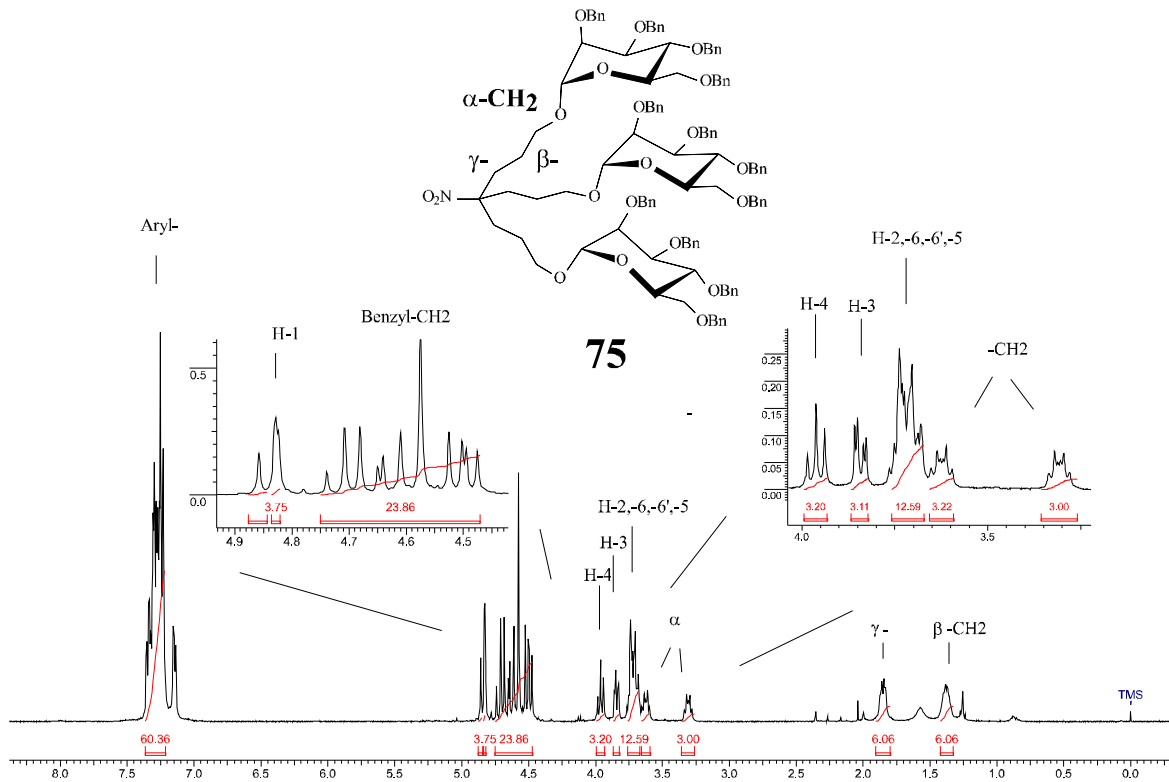 OBn
OBn
OBn
OBn
O
O
α-CH2
OBn
OBn
OBn
OBn
O
O
γ-
β-
O2N
OBn
OBn
OBn
OBn
O
O
75
Aryl-
H-1
Benzyl-CH2
0.5
0.0
3.75
23.86
4.9
4.8
4.7
4.6
4.5
H-2,-6,-6',-5
H-4
H-3
-CH2
0.25
0.20
0.15
0.10
0.05
0.00
3.20
3.11
12.59
3.22
3.00
4.0
3.5
-
H-2,-6,-6',-5
H-3
H-4
α
γ-
β-CH2
TMS
60.36
3.75
23.86
3.20
12.59
3.00
6.06
6.06
8.0
7.5
7.0
6.5
6.0
5.5
5.0
4.5
4.0
3.5
3.0
2.5
2.0
1.5
1.0
0.5
0.0